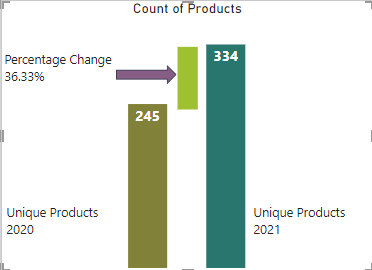 Count of Products
Percentage Change
36.33%
334
245
Unique Products
2020
Unique Products
2021